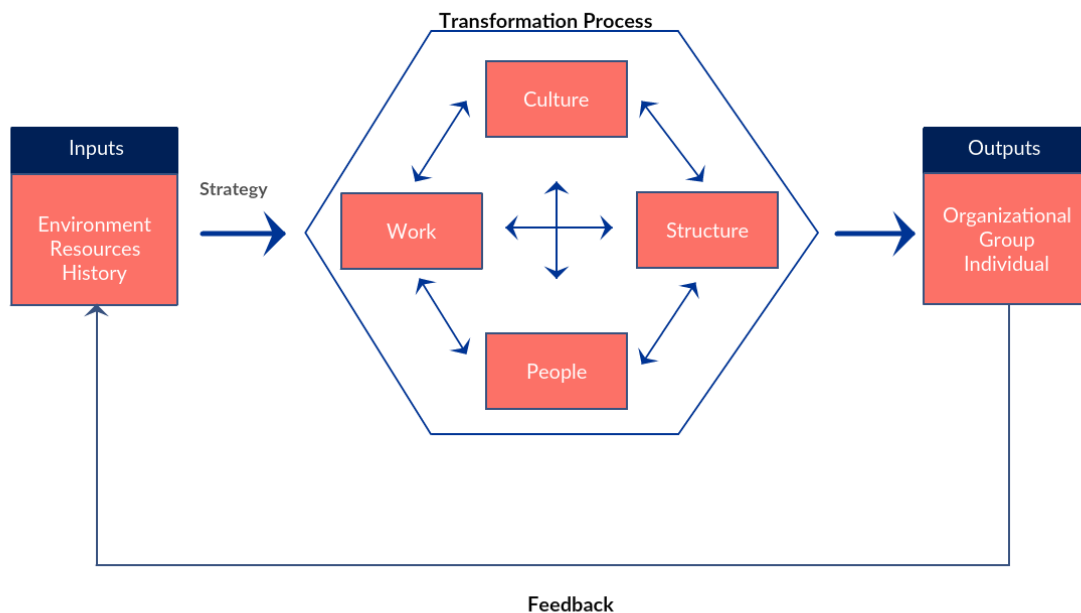 Transformation Process
Culture
Inputs
Outputs
Strategy
Environment
Resources
History
Work
Structure
Organizational
Group
Individual
People
Feedback